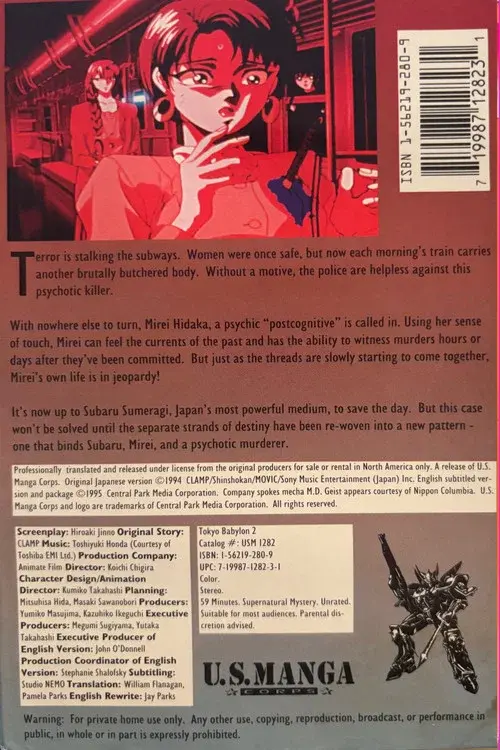 ISBN 1-56219-280-9
7 19987 12823 1
Terror is stalking the subways. Women were once safe, but now each morning's train carries
another brutally butchered body. Without a motive, the police are helpless against this
psychotic killer.
With nowhere else to turn, Mirei Hidaka, a psychic “postcognitive” is called in. Using her sense
of touch, Mirei can feel the currents of the past and has the ability to witness murders hours or
days after they've been committed. But just as the threads are slowly starting to come together,
Mirei's own life is in jeopardy!
It's now up to Subaru Sumeragi, Japan's most powerful medium, to save the day. But this case
won't be solved until the separate strands of destiny have been re-woven into a new pattern -
one that binds Subaru, Mirei, and a psychotic murderer.
Professionally translated and released under license from the original producers for sale or rental in North America only. A release of U.S.
Manga Corps. Original Japanese version ©1994 CLAMP/Shinshokan/MOVIC/Sony Music Entertainment (Japan) Inc. English subtitled ver-
sion and package ©1995 Central Park Media Corporation. Company spokes mecha M.D. Geist appears courtesy of Nippon Columbia. U.S.
Manga Corps and logo are trademarks of Central Park Media Corporation. All rights reserved.
Screenplay: Hiroaki Jinno Original Story:
CLAMP Music: Toshiyuki Honda (Courtesy of
Toshiba EMI Ltd.) Production Company:
Animate Film Director: Koichi Chigira
Character Design/Animation
Director: Kumiko Takahashi Planning:
Mitsuhisa Hida, Masaki Sawanobori Producers:
Yumiko Masujima, Kazuhiko Ikeguchi Executive
Producers: Megumi Sugiyama, Yutaka
Takahashi Executive Producer of
English Version: John O'Donnell
Production Coordinator of English
Version: Stephanie Shalofsky Subtitling:
Studio NEMO Translation: William Flanagan,
Pamela Parks English Rewrite: Jay Parks
Tokyo Babylon 2
Catalog #: USM 1282
ISBN: 1-56219-280-9
UPC: 7-19987-1282-3-1
Color.
Stereo.
59 Minutes. Supernatural Mystery. Unrated.
Suitable for most audiences. Parental dis-
cretion advised.
U.S. MANGA
CORPS
Warning: For private home use only. Any other use, copying, reproduction, broadcast, or performance in
public, in whole or in part is expressly prohibited.